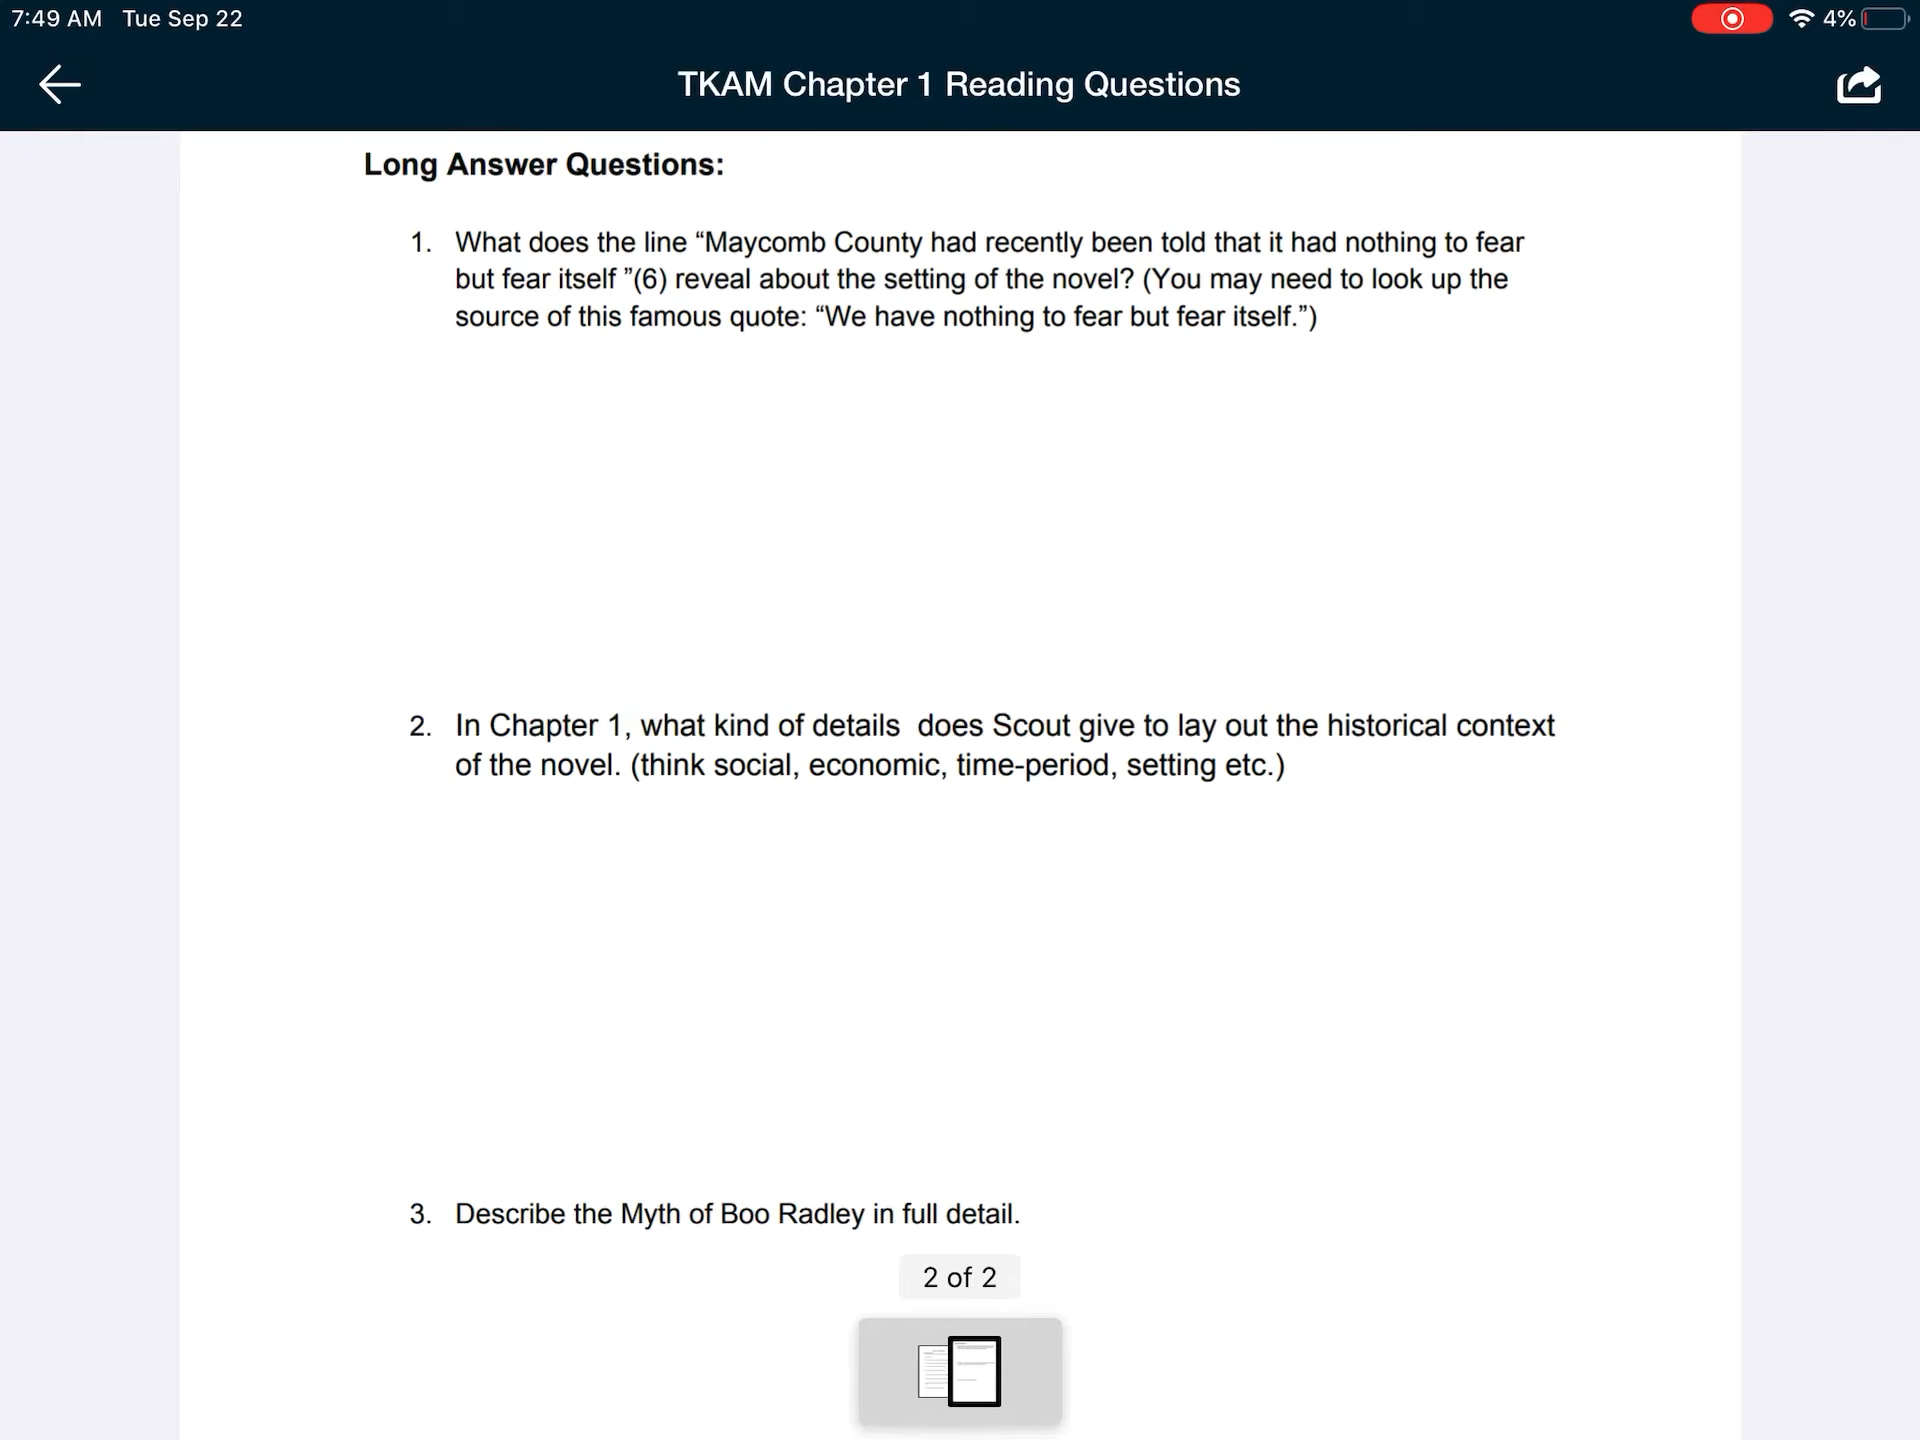 7:49 AM Tue Sep 22
4%
TKAM Chapter 1 Reading Questions
Long Answer Questions:
1. What does the line “Maycomb County had recently been told that it had nothing to fear
but fear itself ”(6) reveal about the setting of the novel? (You may need to look up the
source of this famous quote: “We have nothing to fear but fear itself.”)
2. In Chapter 1, what kind of details  does Scout give to lay out the historical context
of the novel. (think social, economic, time-period, setting etc.)
3. Describe the Myth of Boo Radley in full detail.
2 of 2